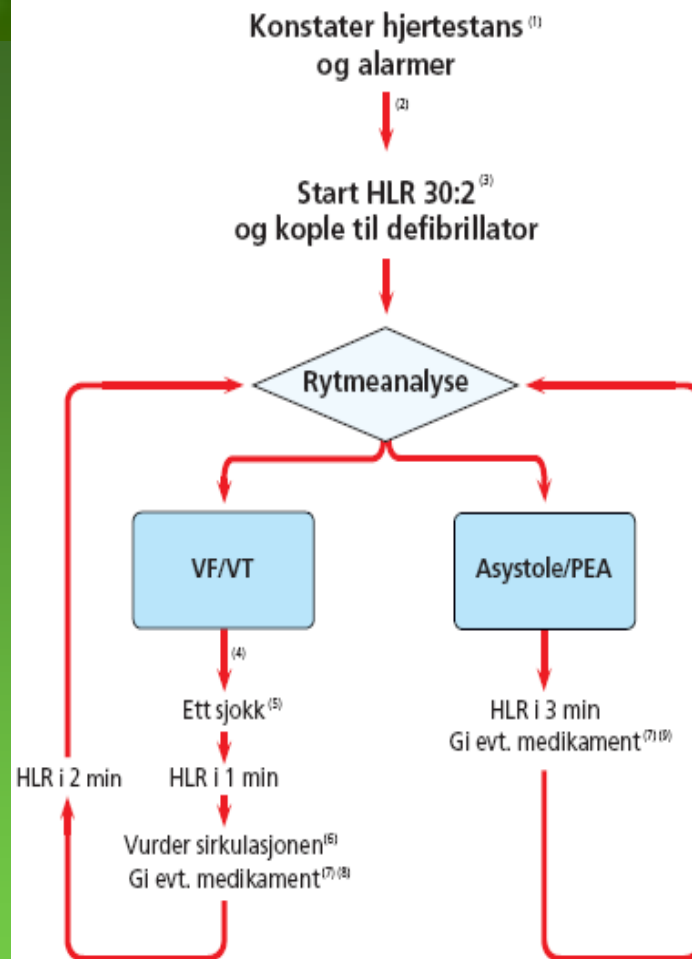 Konstater hjertestans (1)
og alarmer
(2)
Start HLR 30:2 (3)
og kople til defibrillator
Rytmeanalyse
VF/VT
Asystole/PEA
(4)
Ett sjokk (5)
HLR i 3 min
Gi evt. medikament (7) (9)
HLR i 2 min
HLR i 1 min
Vurder sirkulasjonen (6)
Gi evt. medikament (7) (8)